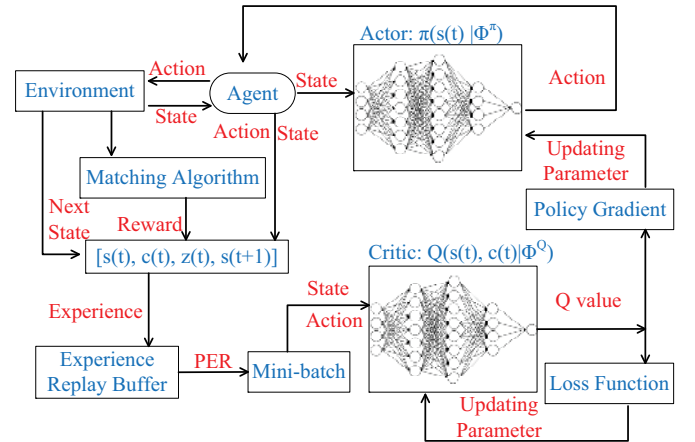 Actor: π(s(t) |Φ^π)
Action
Environment
Agent
State
Action
State
Action
State
Updating
Parameter
Matching Algorithm
Next
State
Reward
Policy Gradient
[s(t), c(t), z(t), s(t+1)]
Critic: Q(s(t), c(t)|Φ^Q)
Experience
State
Action
Q value
Experience
Replay Buffer
PER
Mini-batch
Loss Function
Updating
Parameter